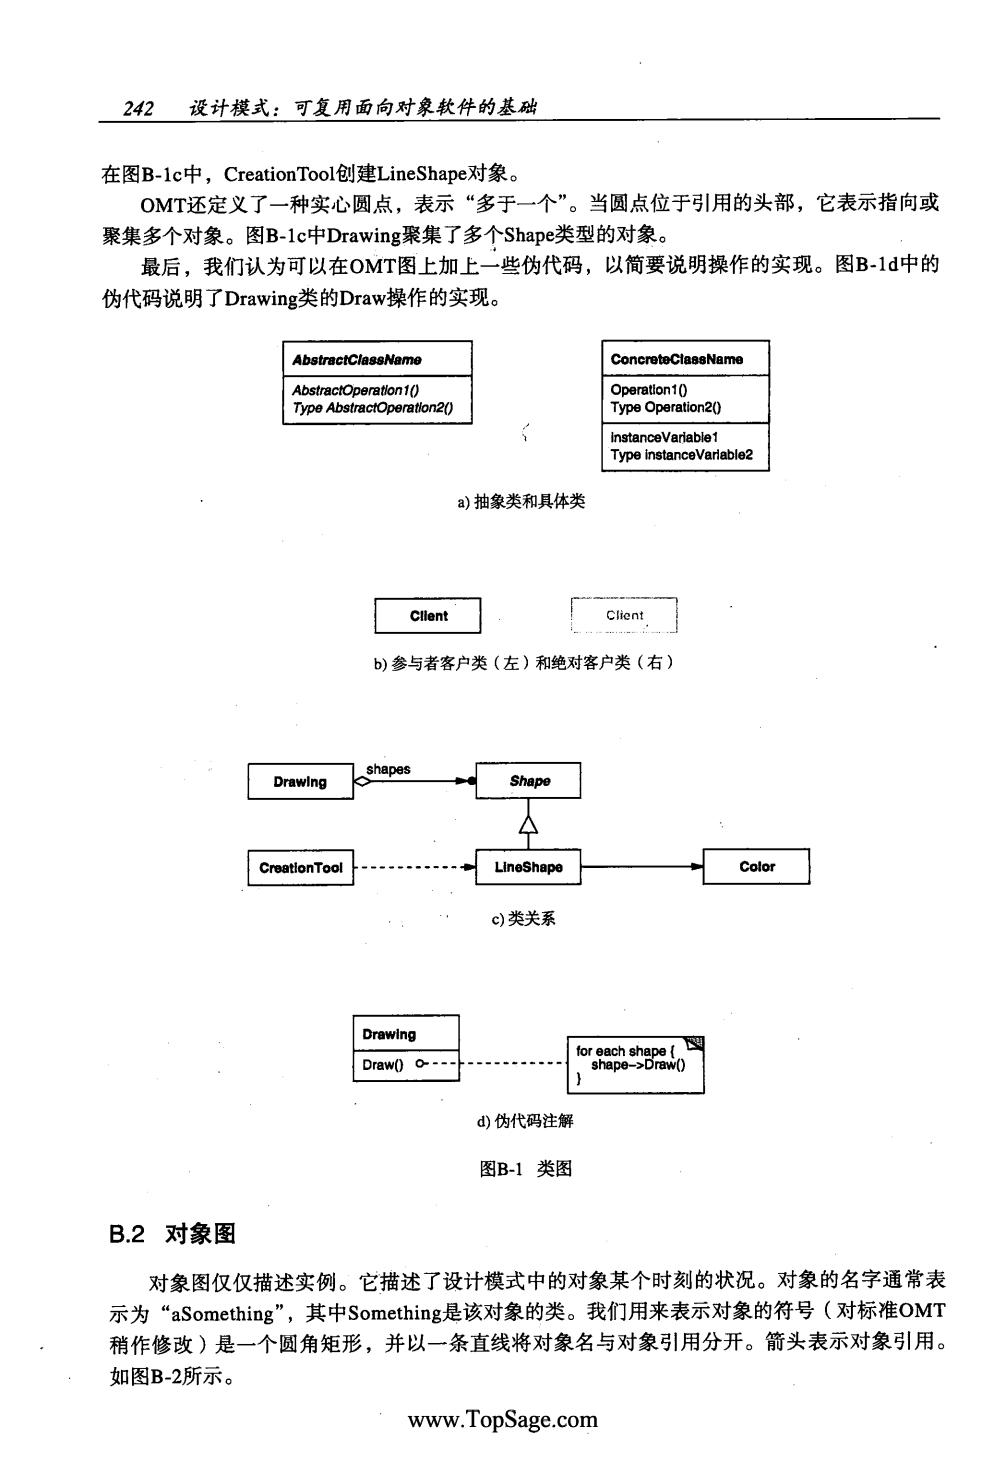 242 设计模式：可复用面向对象软件的基础
在图B-1c中，CreationTool创建LineShape对象。
OMT还定义了一种实心圆点，表示“多于一个”。当圆点位于引用的头部，它表示指向或
聚集多个对象。图B-1c中Drawing聚集了多个Shape类型的对象。
最后，我们认为可以在OMT图上加上一些伪代码，以简要说明操作的实现。图B-1d中的
伪代码说明了Drawing类的Draw操作的实现。
AbstractClassName
AbstractOperation1()
Type AbstractOperation2()
ConcreteClassName
Operation1()
Type Operation2()
instanceVariable1
Type instanceVariable2
a) 抽象类和具体类
Client
Client
b) 参与者客户类（左）和绝对客户类（右）
Drawing
shapes
Shape
CreationTool
LineShape
Color
c) 类关系
Drawing
Draw()
for each shape {
shape->Draw()
}
d) 伪代码注解
图B-1 类图
B.2 对象图
对象图仅仅描述实例。它描述了设计模式中的对象某个时刻的状况。对象的名字通常表
示为“aSomething”，其中Something是该对象的类。我们用来表示对象的符号（对标准OMT
稍作修改）是一个圆角矩形，并以一条直线将对象名与对象引用分开。箭头表示对象引用。
如图B-2所示。
www.TopSage.com